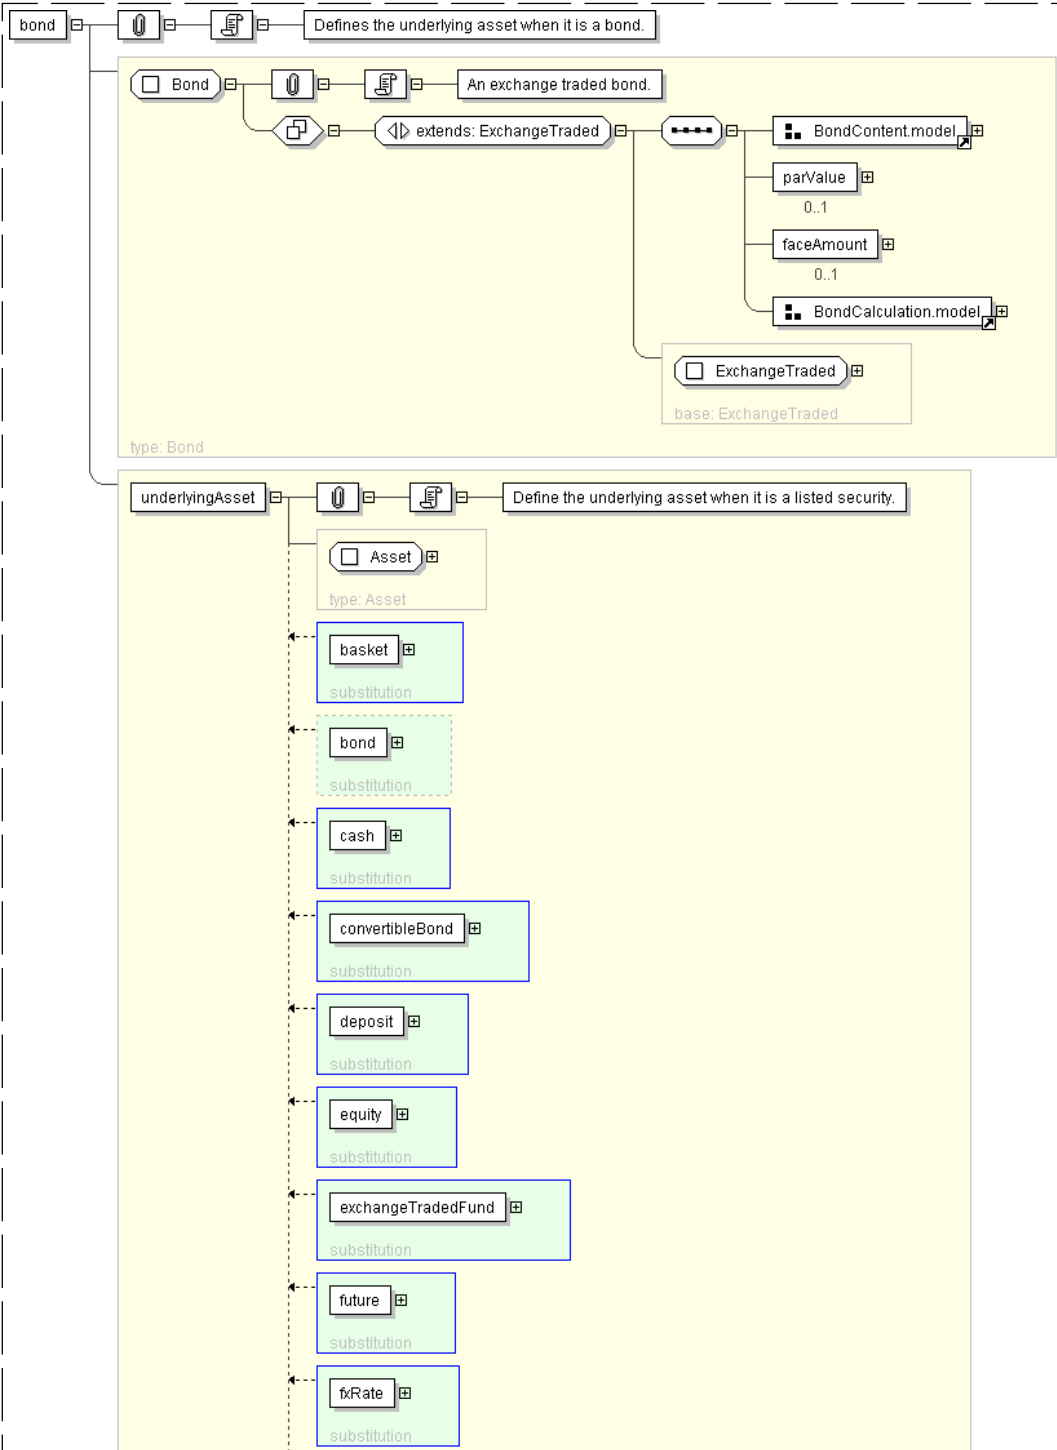 bond
Defines the underlying asset when it is a bond.
Bond
An exchange traded bond.
extends: ExchangeTraded
BondContent.model
parValue
0..1
faceAmount
0..1
BondCalculation.model
ExchangeTraded
base: ExchangeTraded
type: Bond
underlyingAsset
Define the underlying asset when it is a listed security.
Asset
type: Asset
basket
substitution
bond
substitution
cash
substitution
convertibleBond
substitution
deposit
substitution
equity
substitution
exchangeTradedFund
substitution
future
substitution
fxRate
substitution